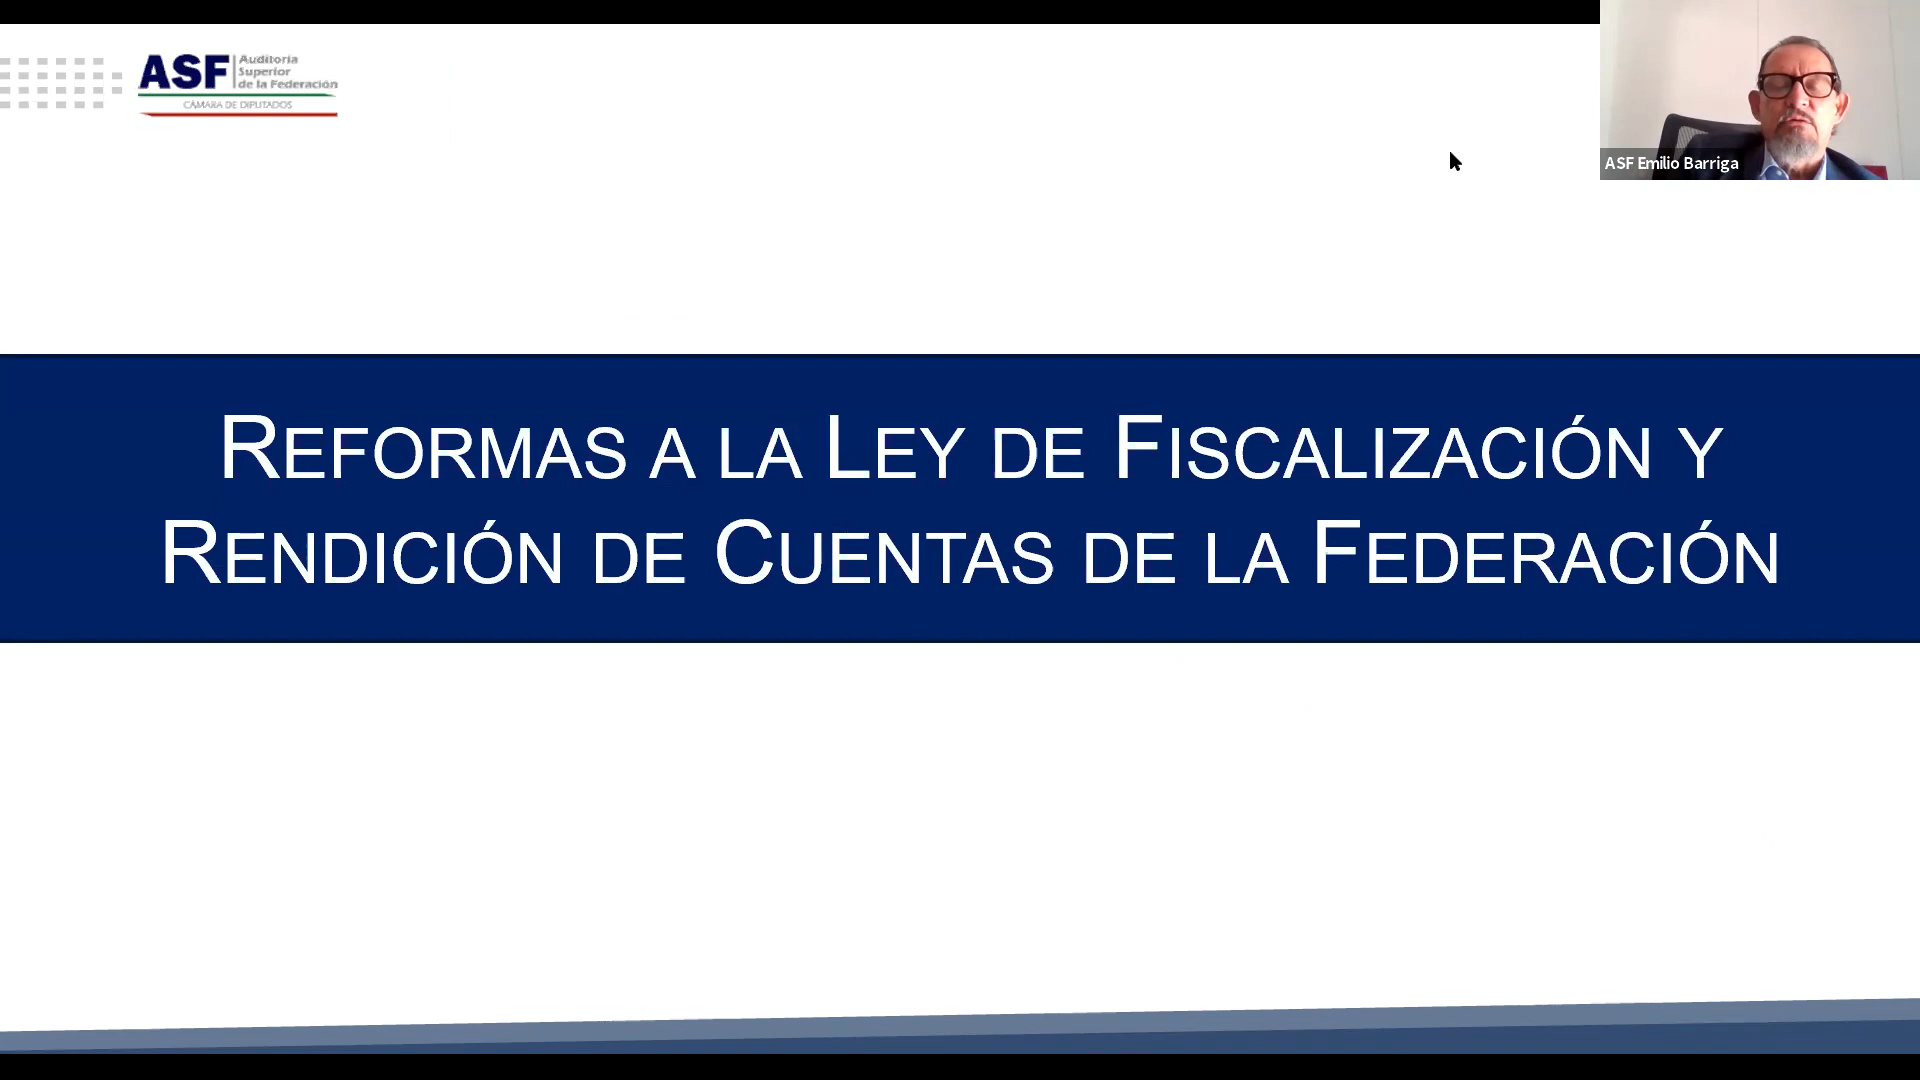 ASF
Auditoría
Superior
de la Federación
CÁMARA DE DIPUTADOS
ASF Emilio Barriga
REFORMAS A LA LEY DE FISCALIZACIÓN Y
RENDICIÓN DE CUENTAS DE LA FEDERACIÓN